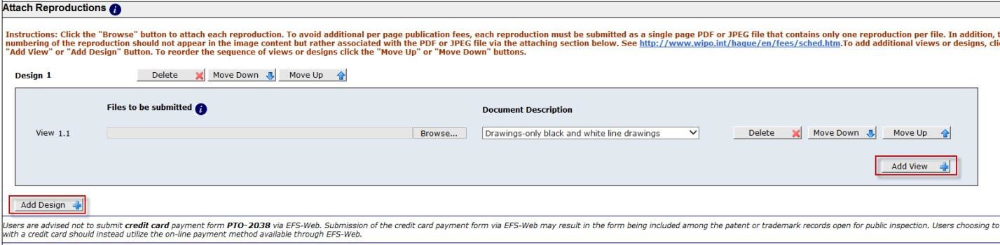 Attach Reproductions i
Instructions: Click the "Browse" button to attach each reproduction. To avoid additional per page publication fees, each reproduction must be submitted as a single page PDF or JPEG file that contains only one reproduction per file. In addition,
numbering of the reproduction should not appear in the image content but rather associated with the PDF or JPEG file via the attaching section below. See http://www.wipo.int/hague/en/fees/sched.htm.To add additional views or designs,
"Add View" or "Add Design" Button. To reorder the sequence of views or designs click the "Move Up" or "Move Down" buttons.
Design 1 Delete Move Down Move Up
Files to be submitted i Document Description
View 1.1 Browse... Drawings-only black and white line drawings Delete Move Down Move Up
Add View
Add Design
Users are advised not to submit credit card payment form PTO-2038 via EFS-Web. Submission of the credit card payment form via EFS-Web may result in the form being included among the patent or trademark records open for public inspection. Users choosing to
with a credit card should instead utilize the on-line payment method available through EFS-Web.